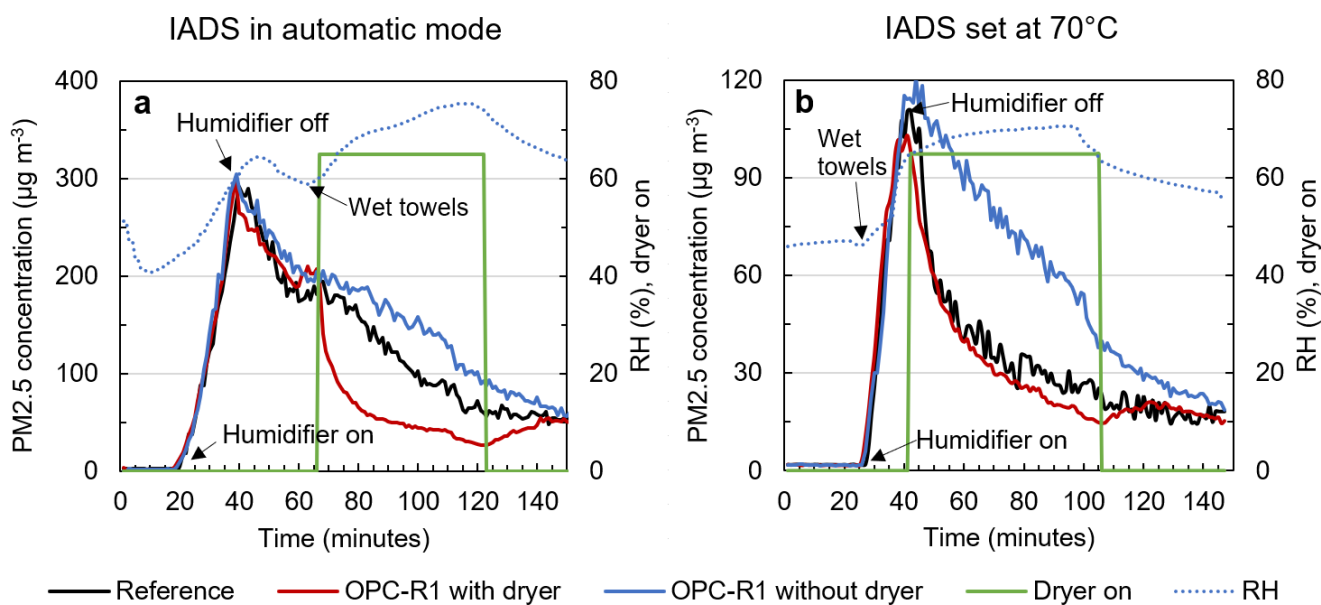 IADS in automatic mode
IADS set at 70°C
a
b
PM2.5 concentration (µg m-3)
400
300
200
100
0
Humidifier off
Wet towels
Humidifier on
80
60
40
20
0
RH (%), dryer on
0 20 40 60 80 100 120 140
Time (minutes)
PM2.5 concentration (µg m-3)
120
90
60
30
0
Humidifier off
Wet
towels
Humidifier on
80
60
40
20
0
RH (%), dryer on
0 20 40 60 80 100 120 140
Time (minutes)
Reference OPC-R1 with dryer OPC-R1 without dryer Dryer on RH